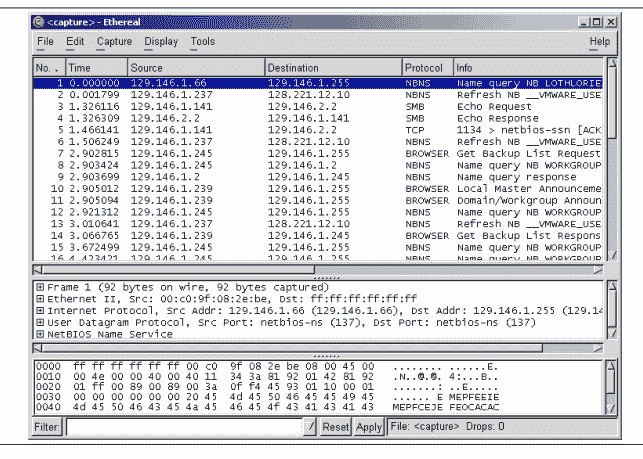 <capture> - Ethereal
File Edit Capture Display Tools Help
No. . Time Source Destination Protocol Info
1 0.000000 129.146.1.66 129.146.1.255 NBNS Name query NB LOTHLORIE
2 0.001799 129.146.1.237 128.221.12.10 NBNS Refresh NB __VMWARE_USE
3 1.326116 129.146.1.141 129.146.2.2 SMB Echo Request
4 1.326309 129.146.2.2 129.146.1.141 SMB Echo Response
5 1.466141 129.146.1.141 129.146.2.2 TCP 1134 > netbios-ssn [ACK
6 1.506249 129.146.1.237 128.221.12.10 NBNS Refresh NB __VMWARE_USE
7 2.902815 129.146.1.245 129.146.1.255 BROWSER Get Backup List Request
8 2.903424 129.146.1.245 129.146.1.2 NBNS Name query NB WORKGROUP
9 2.903699 129.146.1.2 129.146.1.245 NBNS Name query response
10 2.905012 129.146.1.239 129.146.1.255 BROWSER Local Master Announceme
11 2.905094 129.146.1.239 129.146.1.255 BROWSER Domain/Workgroup Announ
12 2.921312 129.146.1.245 129.146.1.255 NBNS Name query NB WORKGROUP
13 3.010641 129.146.1.237 128.221.12.10 NBNS Refresh NB __VMWARE_USE
14 3.066765 129.146.1.239 129.146.1.245 BROWSER Get Backup List Respons
15 3.672499 129.146.1.245 129.146.1.255 NBNS Name query NB WORKGROUP
16 4.423421 129.146.1.245 129.146.1.255 NBNS Name query NB WORKGROUP
Frame 1 (92 bytes on wire, 92 bytes captured)
Ethernet II, Src: 00:c0:9f:08:2e:be, Dst: ff:ff:ff:ff:ff:ff
Internet Protocol, Src Addr: 129.146.1.66 (129.146.1.66), Dst Addr: 129.146.1.255 (129.14
User Datagram Protocol, Src Port: netbios-ns (137), Dst Port: netbios-ns (137)
NetBIOS Name Service
0000 ff ff ff ff ff ff 00 c0 9f 08 2e be 08 00 45 00 ........ ......E.
0010 00 4e 00 00 40 00 40 11 34 3a 81 92 01 42 81 92 .N..@.@. 4:...B..
0020 01 ff 00 89 00 89 00 3a 0f f4 45 93 01 10 00 01 .......: ..E.....
0030 00 00 00 00 00 00 20 45 4d 45 50 46 45 45 49 45 ...... E MEPFEEIE
0040 4d 45 50 46 43 45 4a 45 46 45 4f 43 41 43 41 43 MEPFCEJE FEOCACAC
Filter: Reset Apply File: <capture> Drops: 0